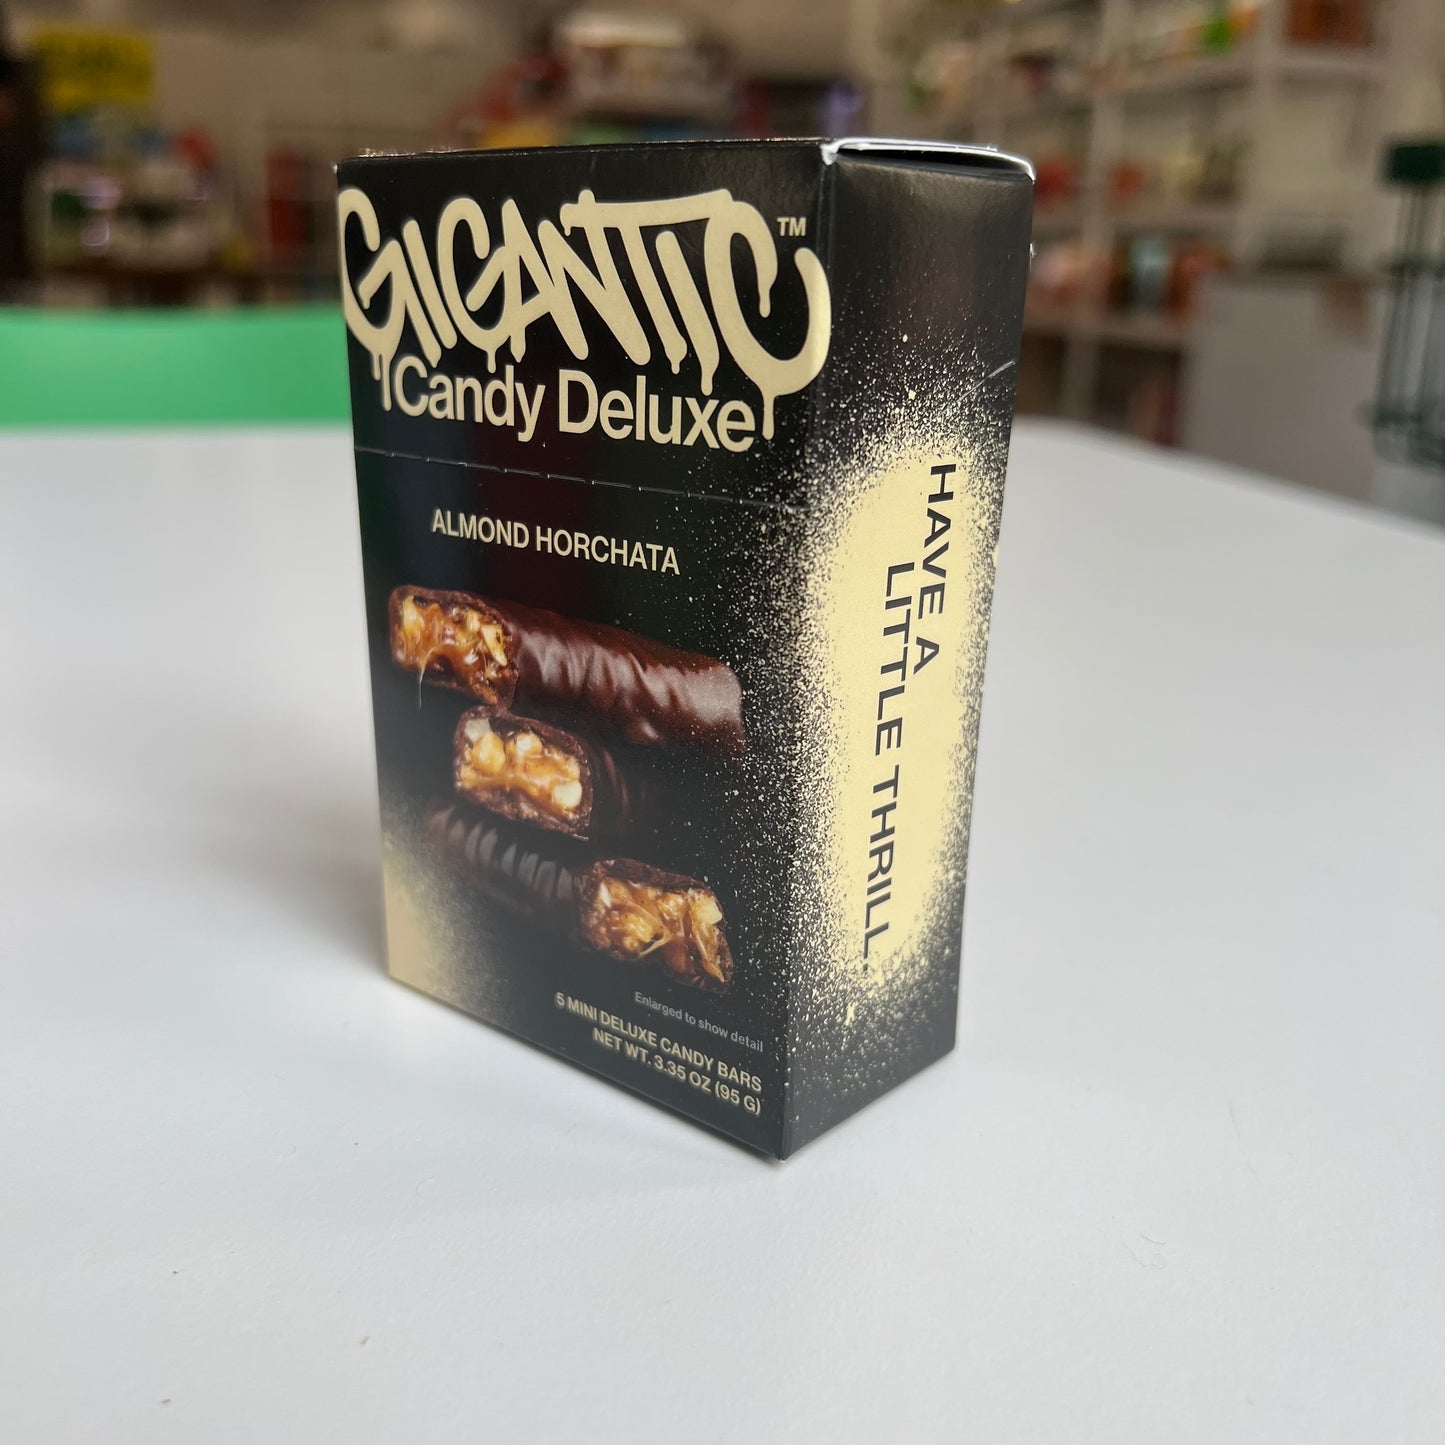 GIGANTIC™
Candy Deluxe
ALMOND HORCHATA
Enlarged to show detail
5 MINI DELUXE CANDY BARS
NET WT. 3.35 OZ (95 G)
HAVE A
LITTLE THRILL.